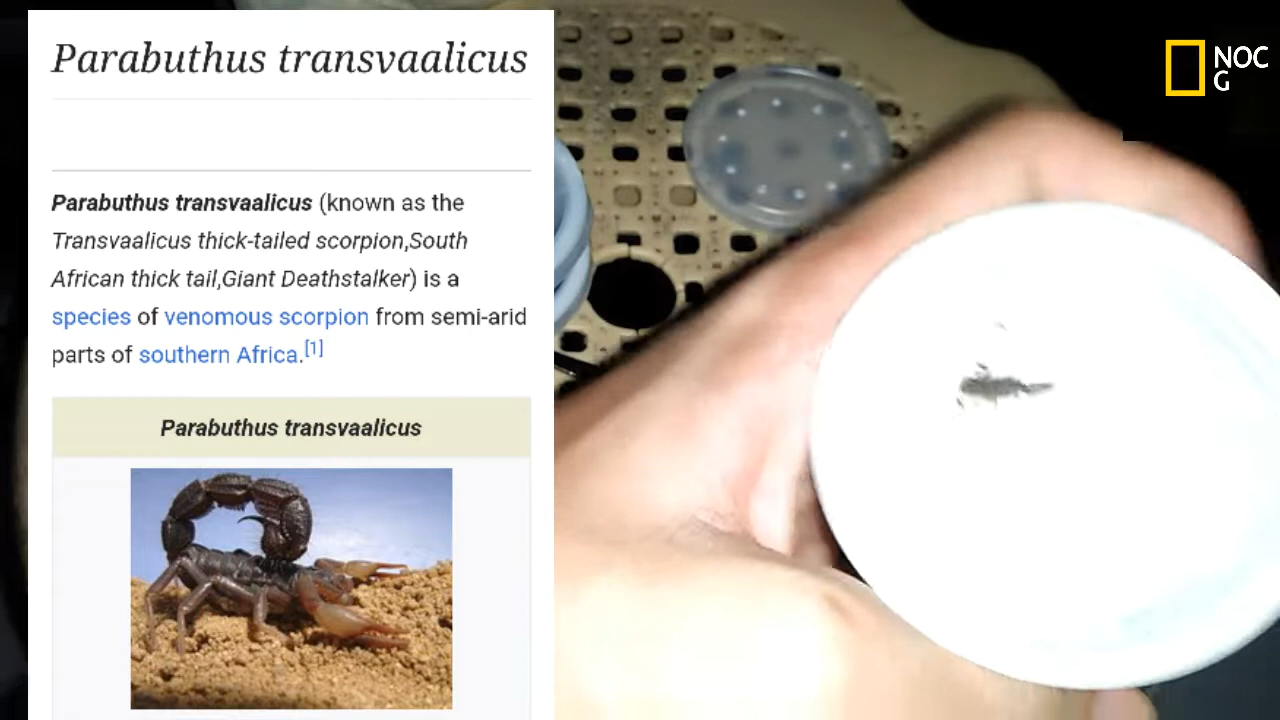 Parabuthus transvaalicus
Parabuthus transvaalicus (known as the
Transvaalicus thick-tailed scorpion,South
African thick tail,Giant Deathstalker) is a
species of venomous scorpion from semi-arid
parts of southern Africa.[1]
Parabuthus transvaalicus
NOC
G